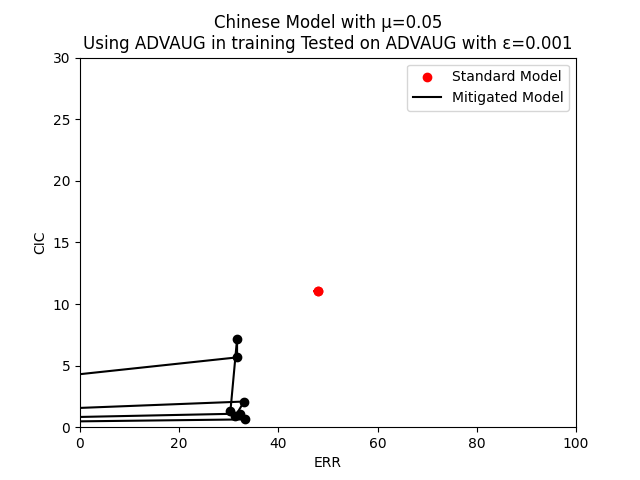 Chinese Model with μ=0.05
Using ADVAUG in training Tested on ADVAUG with ε=0.001
Standard Model
Mitigated Model
CIC
30
25
20
15
10
5
0
0 20 40 60 80 100
ERR